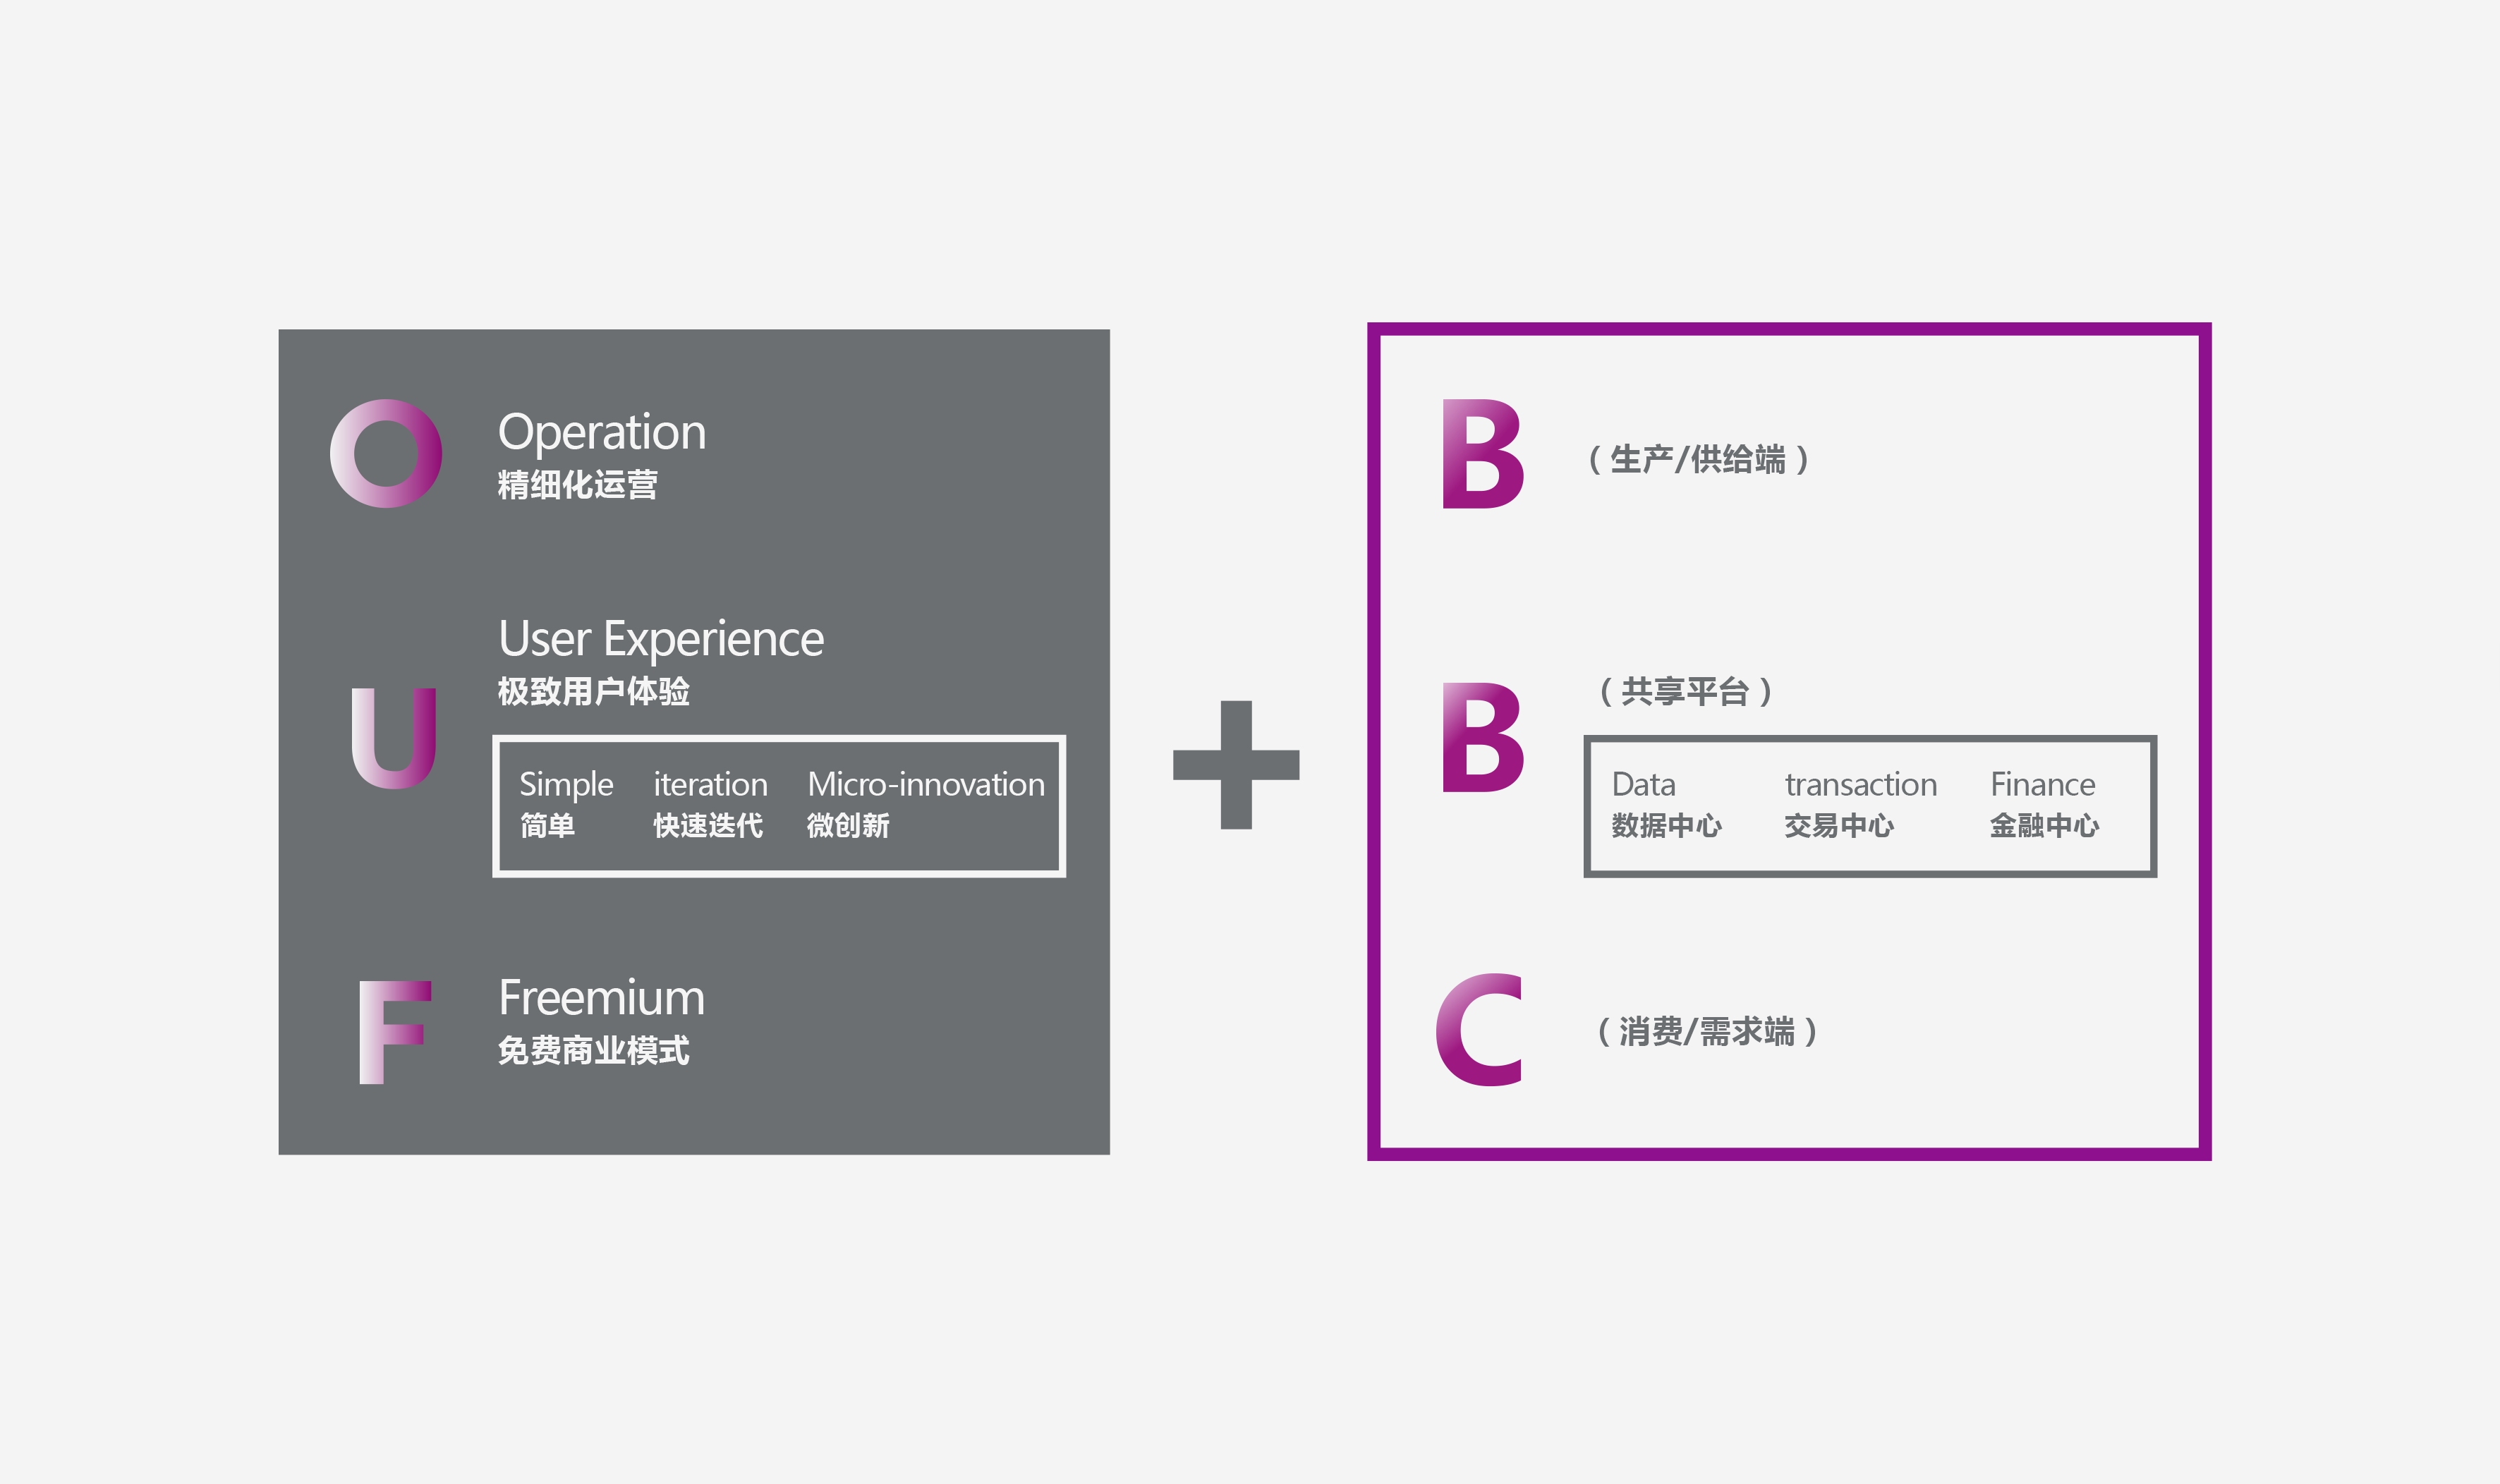 O
Operation
精细化运营
U
User Experience
极致用户体验
Simple iteration Micro-innovation
简单 快速迭代 微创新
F
Freemium
免费商业模式
+
B
（生产/供给端）
B
（共享平台）
Data transaction Finance
数据中心 交易中心 金融中心
C
（消费/需求端）